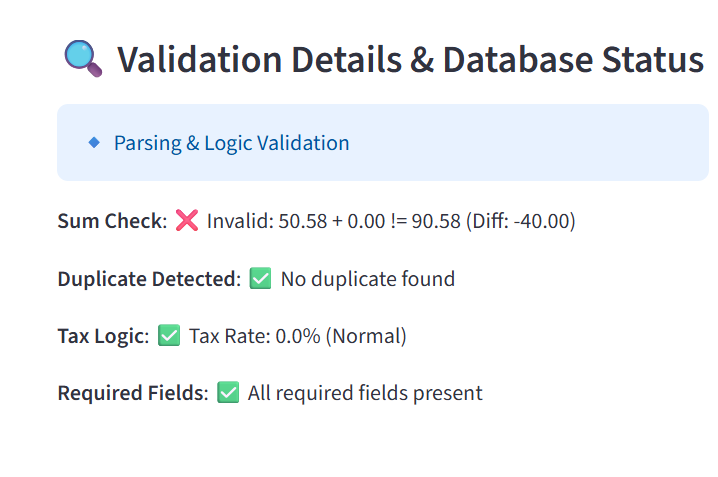 🔍 Validation Details & Database Status
🔹 Parsing & Logic Validation
Sum Check: ❌ Invalid: 50.58 + 0.00 != 90.58 (Diff: -40.00)
Duplicate Detected: ✅ No duplicate found
Tax Logic: ✅ Tax Rate: 0.0% (Normal)
Required Fields: ✅ All required fields present